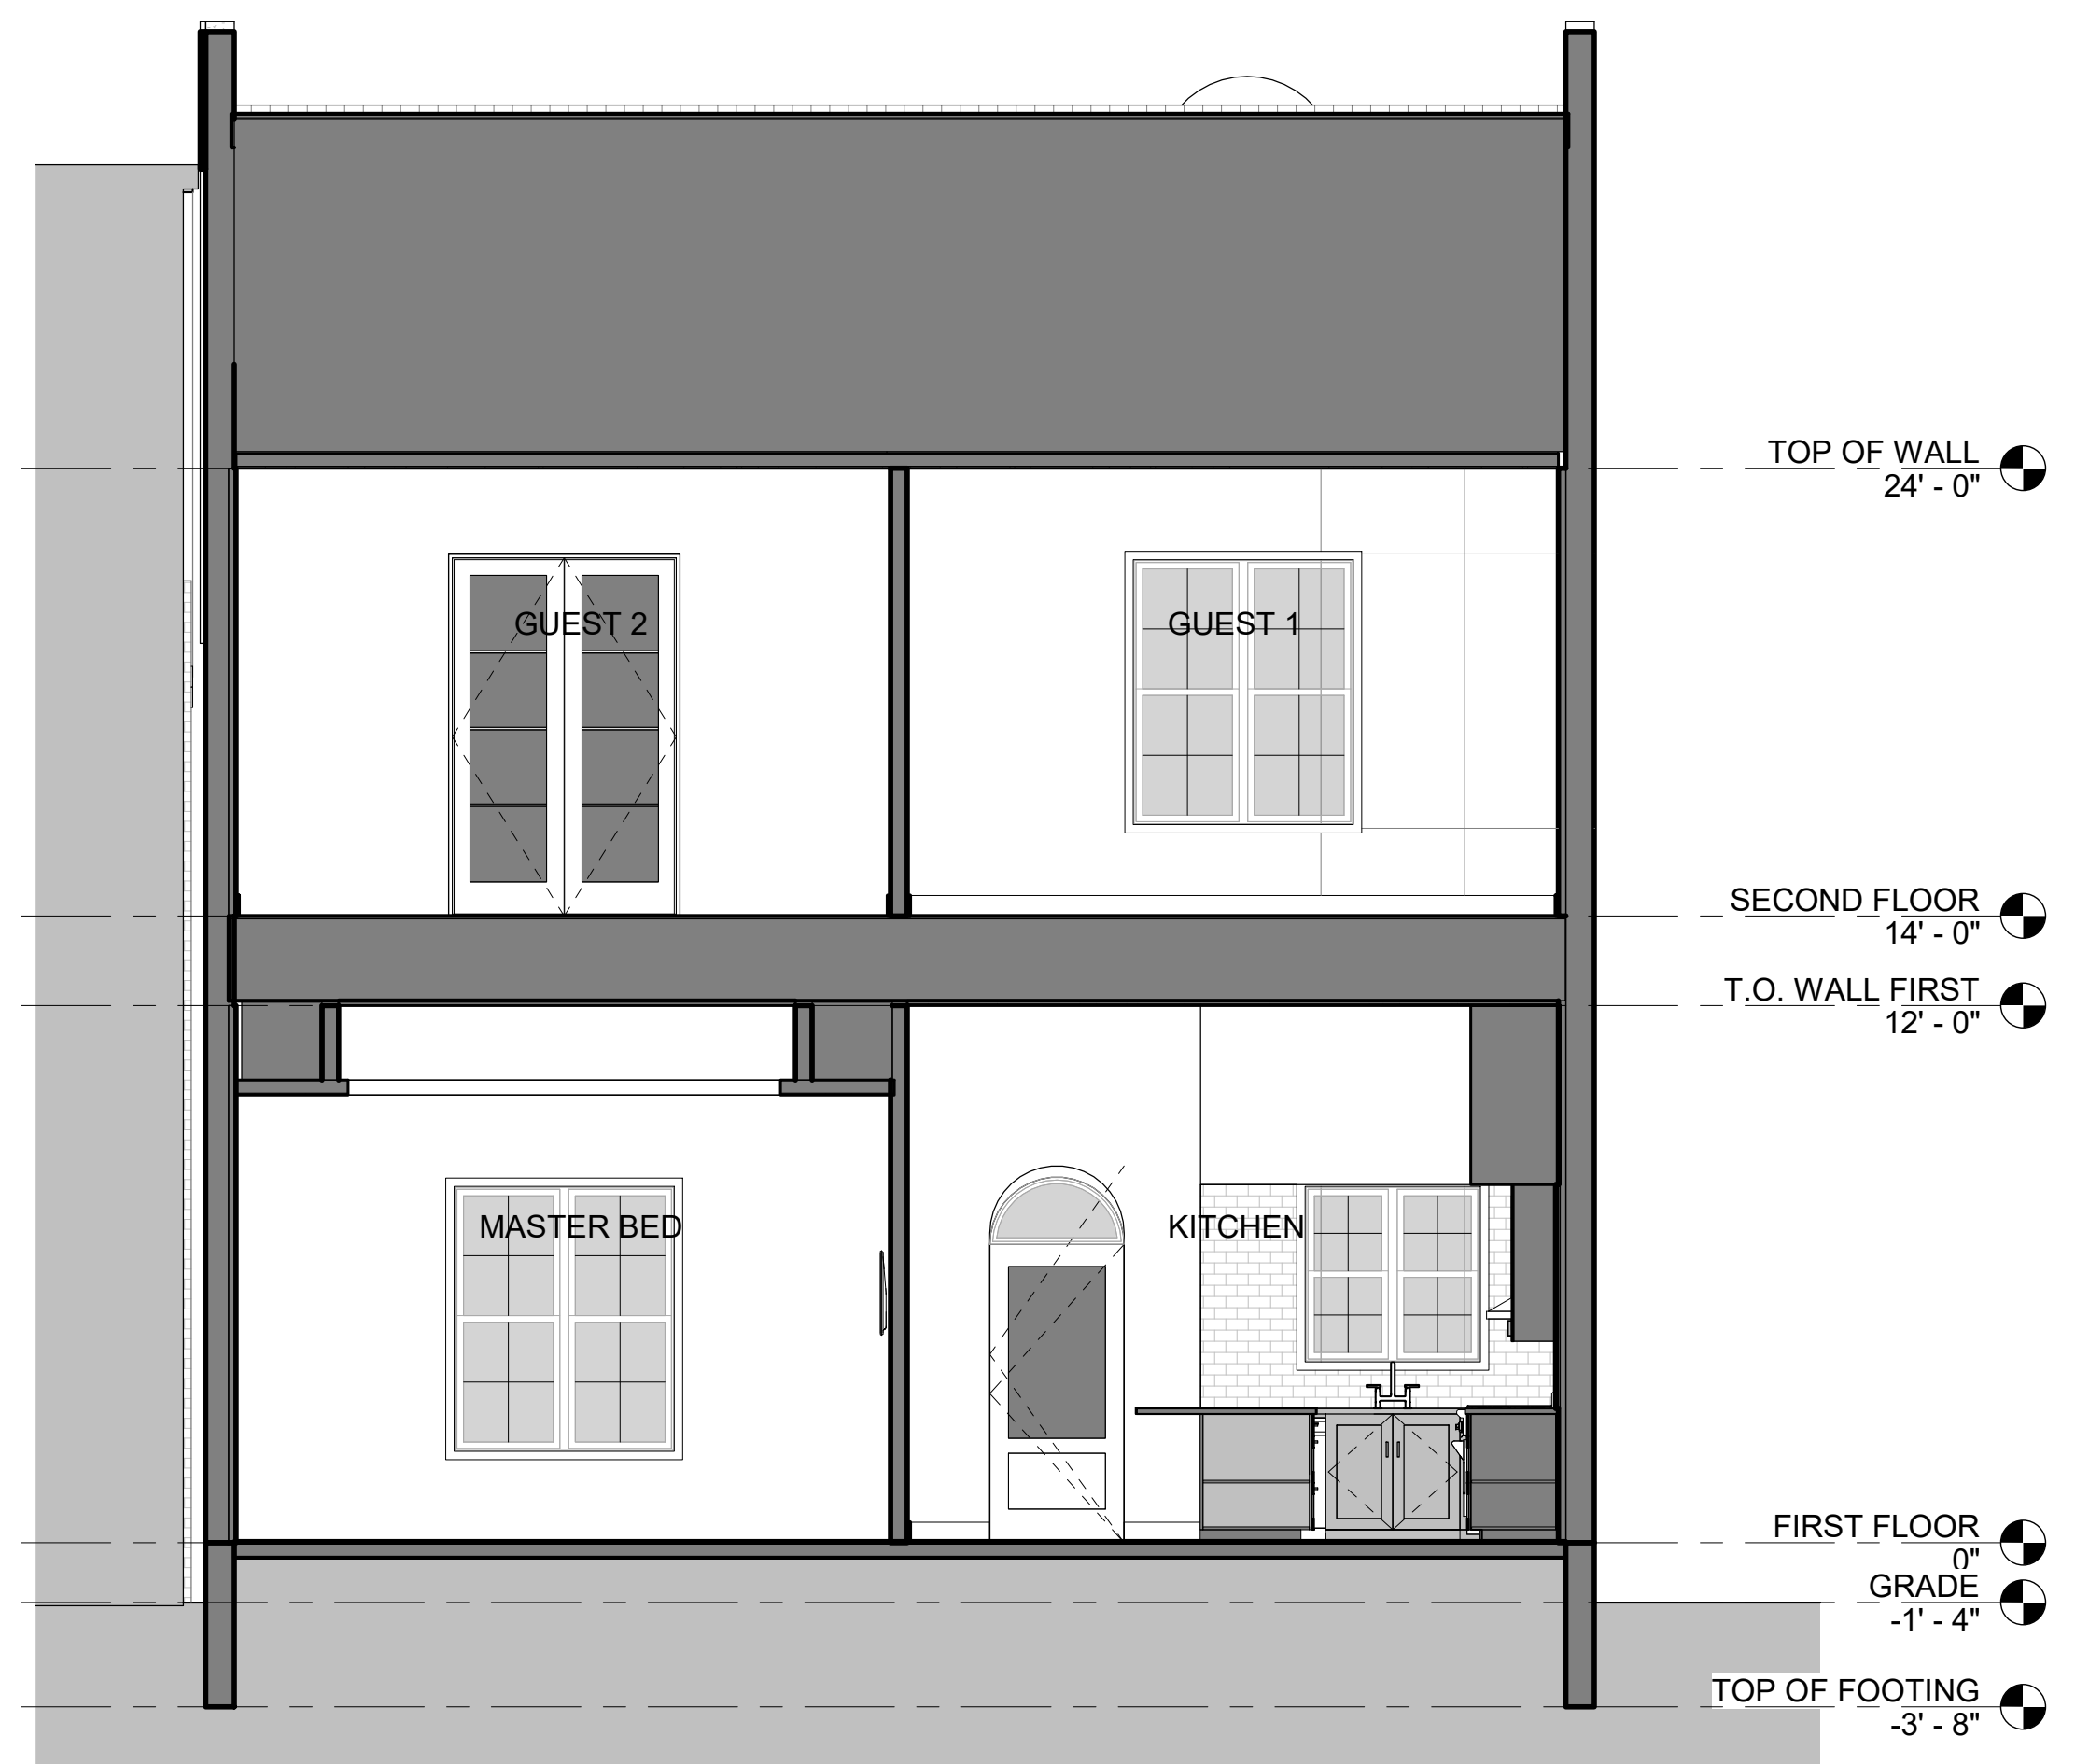 TOP OF WALL
24' - 0"
GUEST 2
GUEST 1
SECOND FLOOR
14' - 0"
T.O. WALL FIRST
12' - 0"
MASTER BED
KITCHEN
FIRST FLOOR
0"
GRADE
-1' - 4"
TOP OF FOOTING
-3' - 8"